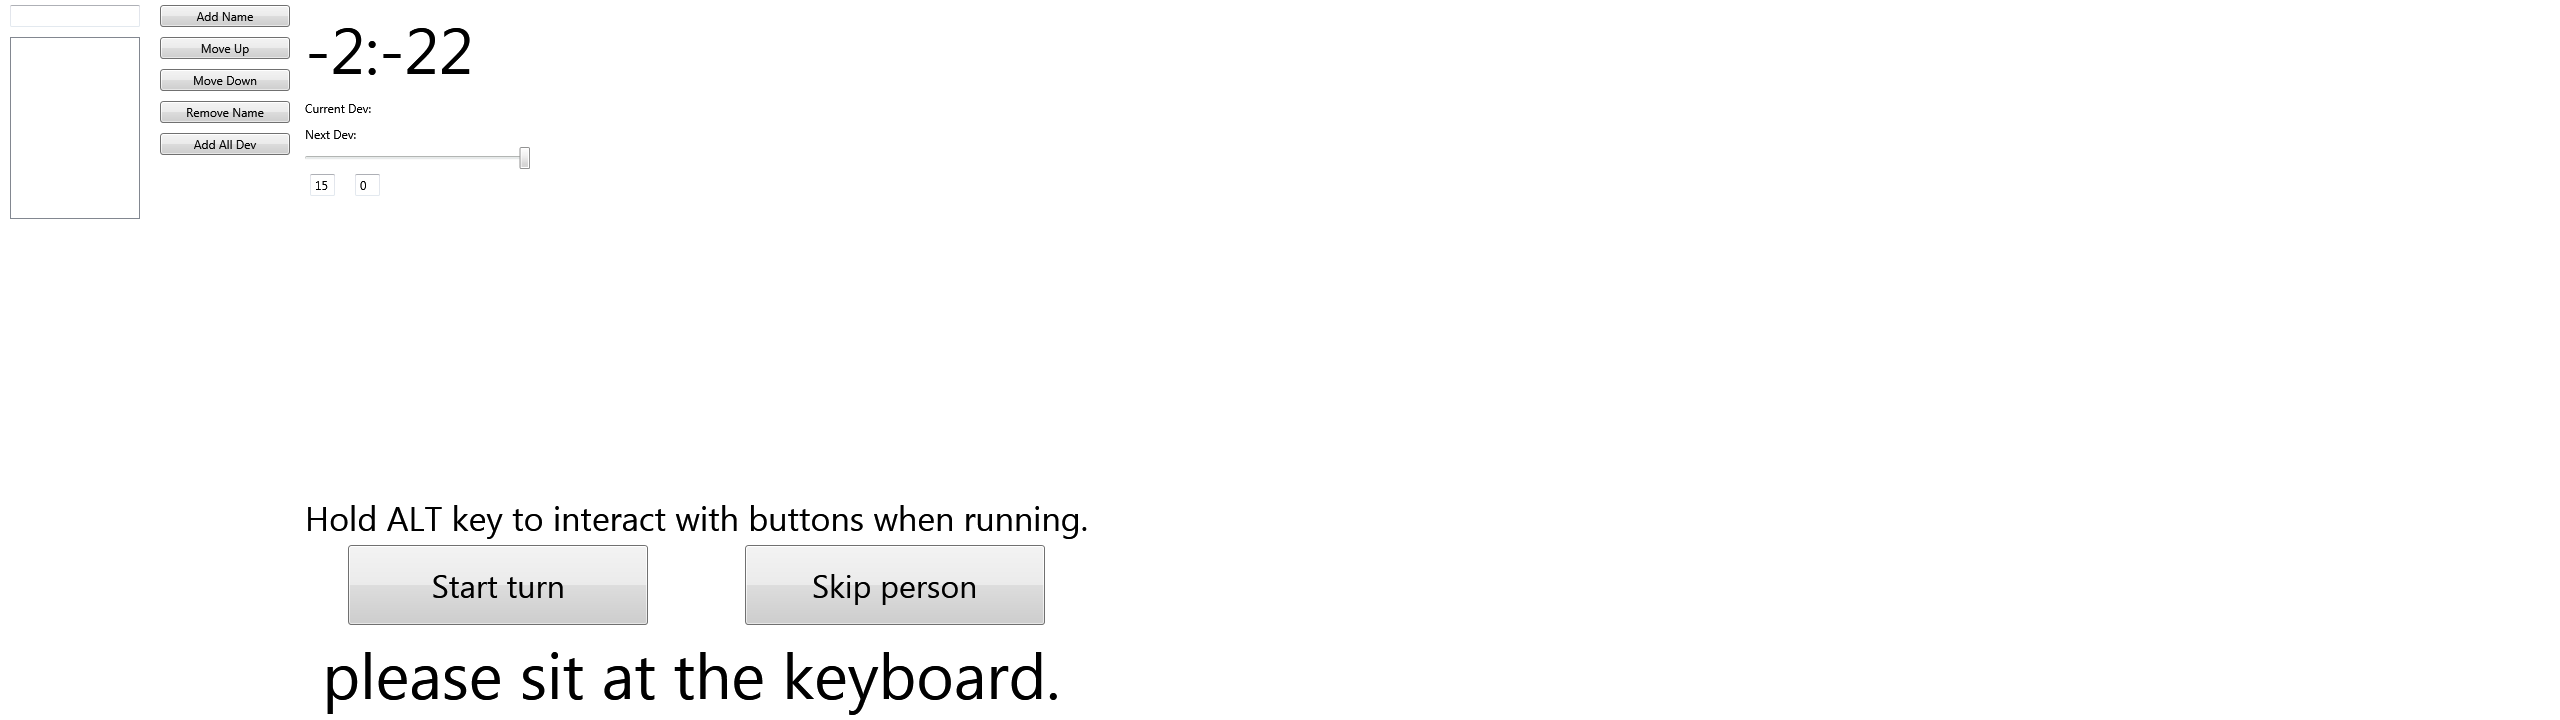 Add Name
Move Up
Move Down
Remove Name
Add All Dev
-2:-22
Current Dev:
Next Dev:
15 0
Hold ALT key to interact with buttons when running.
Start turn Skip person
please sit at the keyboard.